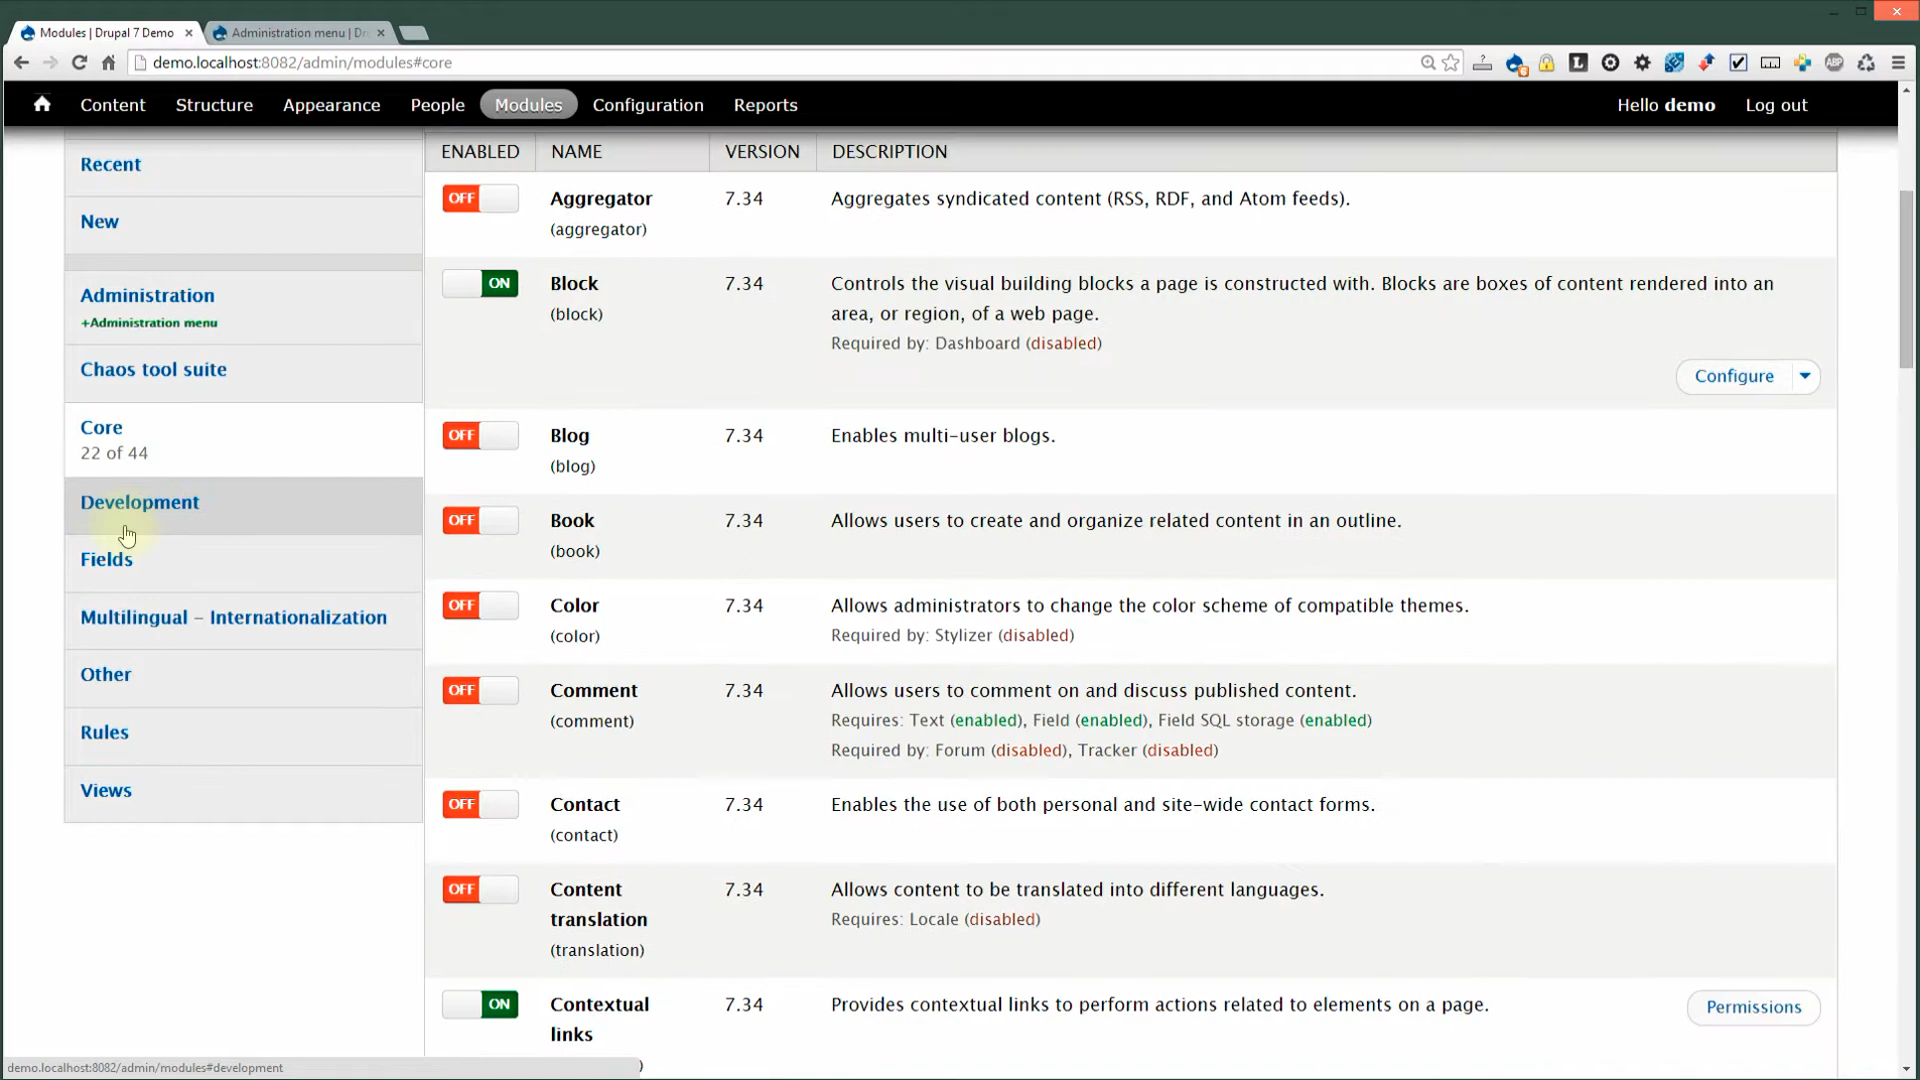 Modules | Drupal 7 Demo
Administration menu | Dr
demo.localhost:8082/admin/modules#core
Content Structure Appearance People Modules Configuration Reports Hello demo Log out
Recent
New
Administration
+Administration menu
Chaos tool suite
Core
22 of 44
Development
Fields
Multilingual - Internationalization
Other
Rules
Views
ENABLED NAME VERSION DESCRIPTION
OFF Aggregator 7.34 Aggregates syndicated content (RSS, RDF, and Atom feeds).
(aggregator)
ON Block 7.34 Controls the visual building blocks a page is constructed with. Blocks are boxes of content rendered into an
(block) area, or region, of a web page.
Required by: Dashboard (disabled)
Configure
OFF Blog 7.34 Enables multi-user blogs.
(blog)
OFF Book 7.34 Allows users to create and organize related content in an outline.
(book)
OFF Color 7.34 Allows administrators to change the color scheme of compatible themes.
(color) Required by: Stylizer (disabled)
OFF Comment 7.34 Allows users to comment on and discuss published content.
(comment) Requires: Text (enabled), Field (enabled), Field SQL storage (enabled)
Required by: Forum (disabled), Tracker (disabled)
OFF Contact 7.34 Enables the use of both personal and site-wide contact forms.
(contact)
OFF Content 7.34 Allows content to be translated into different languages.
translation Requires: Locale (disabled)
(translation)
ON Contextual 7.34 Provides contextual links to perform actions related to elements on a page. Permissions
links
)
demo.localhost:8082/admin/modules#development
L
ABP